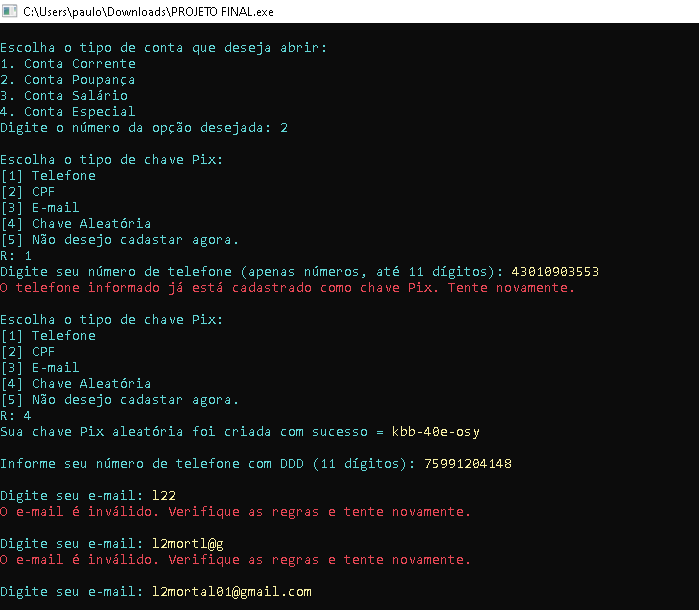 C:\Users\paulo\Downloads\PROJETO FINAL.exe
Escolha o tipo de conta que deseja abrir:
1. Conta Corrente
2. Conta Poupança
3. Conta Salário
4. Conta Especial
Digite o número da opção desejada: 2
Escolha o tipo de chave Pix:
[1] Telefone
[2] CPF
[3] E-mail
[4] Chave Aleatória
[5] Não desejo cadastar agora.
R: 1
Digite seu número de telefone (apenas números, até 11 dígitos): 43010903553
O telefone informado já está cadastrado como chave Pix. Tente novamente.
Escolha o tipo de chave Pix:
[1] Telefone
[2] CPF
[3] E-mail
[4] Chave Aleatória
[5] Não desejo cadastar agora.
R: 4
Sua chave Pix aleatória foi criada com sucesso = kbb-40e-osy
Informe seu número de telefone com DDD (11 dígitos): 75991204148
Digite seu e-mail: l22
O e-mail é inválido. Verifique as regras e tente novamente.
Digite seu e-mail: l2mortl@g
O e-mail é inválido. Verifique as regras e tente novamente.
Digite seu e-mail: l2mortal01@gmail.com